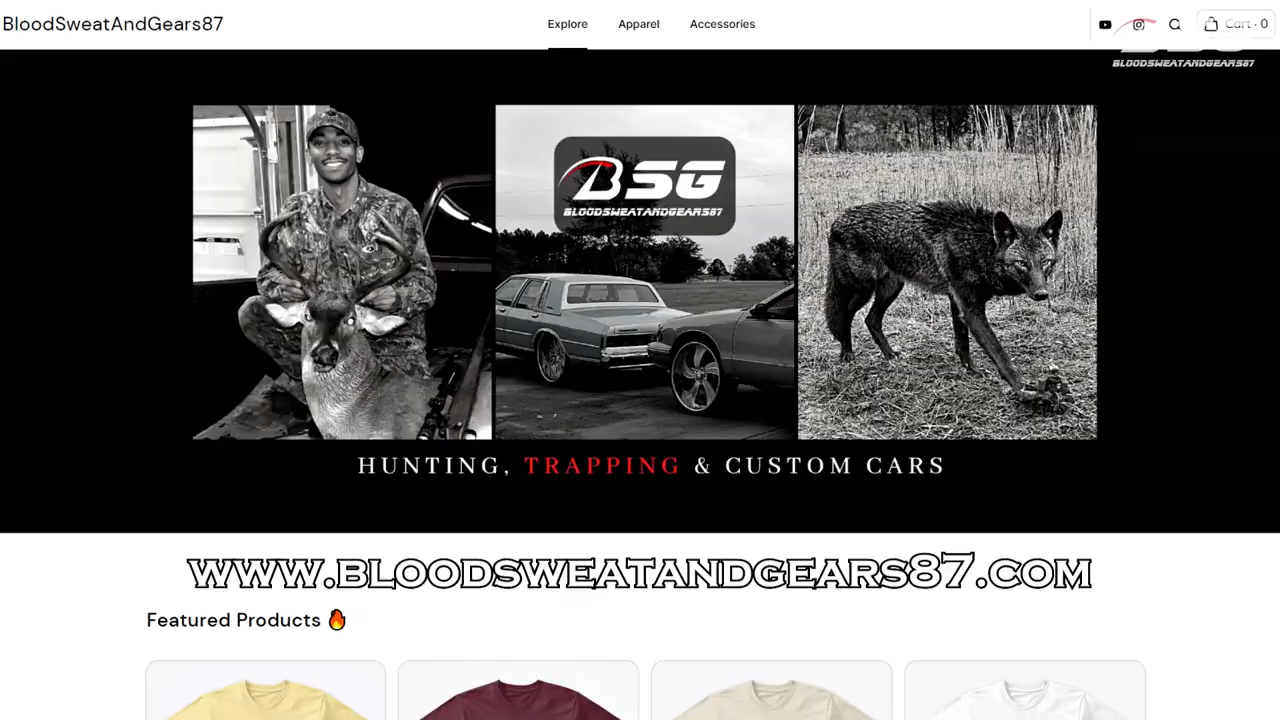 BloodSweatAndGears87
Explore
Apparel
Accessories
Cart · 0
BLOODSWEATANDGEARS87
BSG
BLOODSWEATANDGEARS87
HUNTING, TRAPPING & CUSTOM CARS
WWW.BLOODSWEATANDGEARS87.COM
Featured Products 🔥